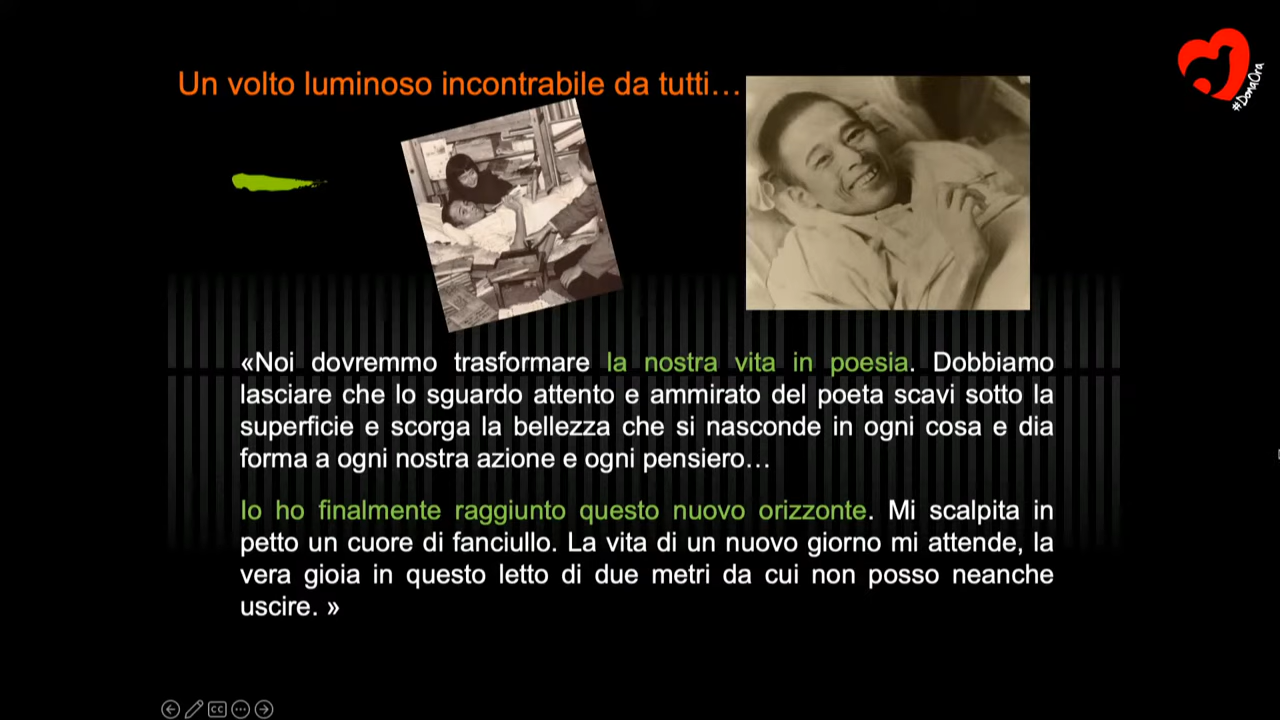 Un volto luminoso incontrabile da tutti…
#DonaOra
«Noi dovremmo trasformare la nostra vita in poesia. Dobbiamo
lasciare che lo sguardo attento e ammirato del poeta scavi sotto la
superficie e scorga la bellezza che si nasconde in ogni cosa e dia
forma a ogni nostra azione e ogni pensiero…
Io ho finalmente raggiunto questo nuovo orizzonte. Mi scalpita in
petto un cuore di fanciullo. La vita di un nuovo giorno mi attende, la
vera gioia in questo letto di due metri da cui non posso neanche
uscire. »
CC